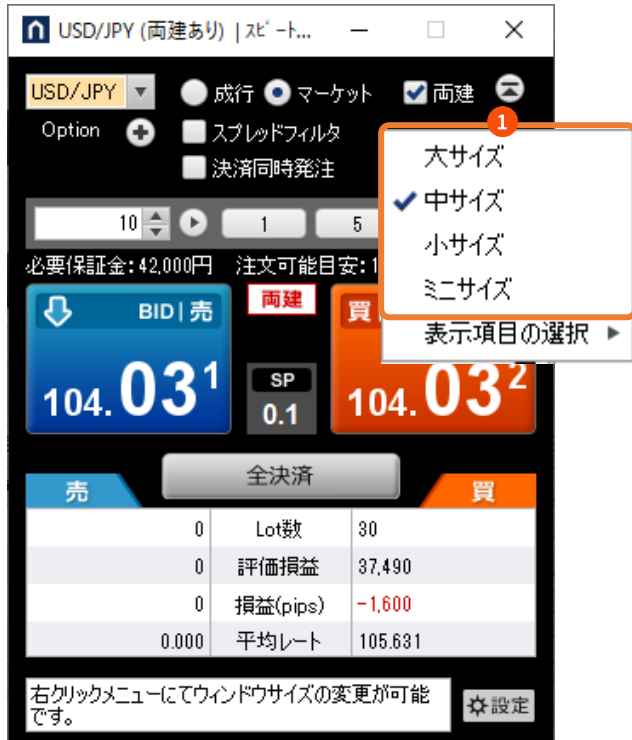 USD/JPY (両建あり) | スピード...
USD/JPY 成行 マーケット 両建
Option スプレッドフィルタ
決済同時発注
1
大サイズ
中サイズ
小サイズ
ミニサイズ
表示項目の選択
10 1 5
必要保証金:42,000円 注文可能目安:1
BID | 売 両建 買
104.031 SP 0.1 104.032
売 全決済 買
0 Lot数 30
0 評価損益 37,490
0 損益(pips) -1,600
0.000 平均レート 105.631
右クリックメニューにてウィンドウサイズの変更が可能
です。
設定